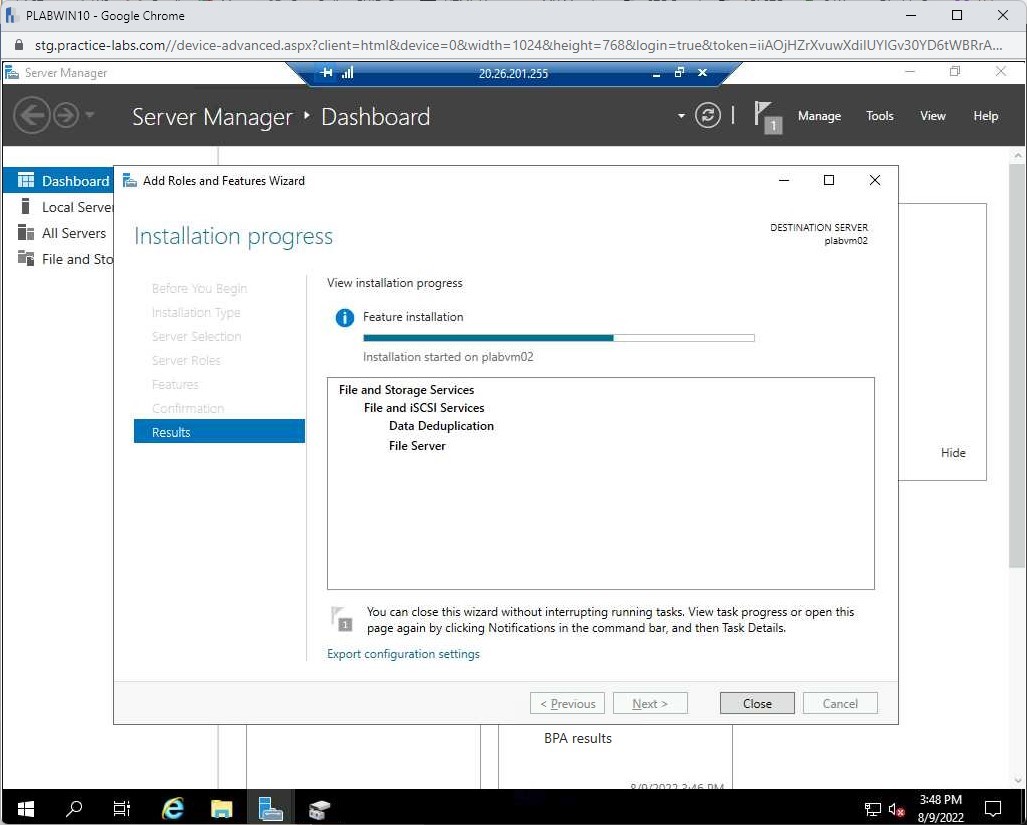 PLABWIN10 - Google Chrome
stg.practice-labs.com//device-advanced.aspx?client=html&device=0&width=1024&height=768&login=true&token=iiAOjHZrXvuwXdiIUYIGv30YD6tWBRrA...
Server Manager
20.26.201.255
Server Manager ‣ Dashboard
1
Manage Tools View Help
Dashboard
Local Server
All Servers
File and Sto
Add Roles and Features Wizard
Installation progress
DESTINATION SERVER
plabvm02
Before You Begin
Installation Type
Server Selection
Server Roles
Features
Confirmation
Results
View installation progress
Feature installation
Installation started on plabvm02
File and Storage Services
File and iSCSI Services
Data Deduplication
File Server
Hide
1
You can close this wizard without interrupting running tasks. View task progress or open this
page again by clicking Notifications in the command bar, and then Task Details.
Export configuration settings
< Previous Next > Close Cancel
BPA results
8/9/2022 3:46 PM
3:48 PM
8/9/2022